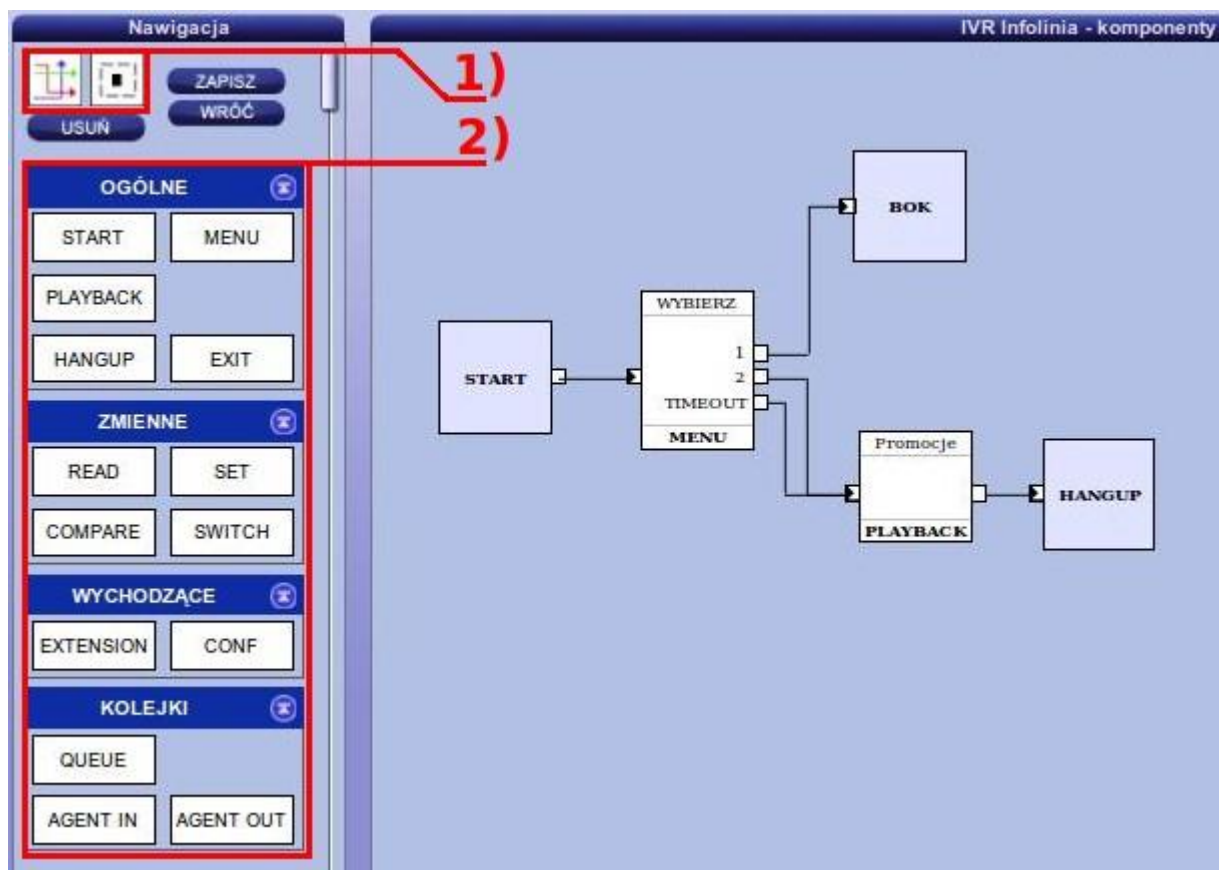 Nawigacja
IVR Infolinia - komponenty
ZAPISZ
WRÓĆ
USUŃ
1)
2)
OGÓLNE
START MENU
PLAYBACK
HANGUP EXIT
ZMIENNE
READ SET
COMPARE SWITCH
WYCHODZĄCE
EXTENSION CONF
KOLEJKI
QUEUE
AGENT IN AGENT OUT
START
WYBIERZ
1
2
TIMEOUT
MENU
BOK
Promocje
PLAYBACK
HANGUP